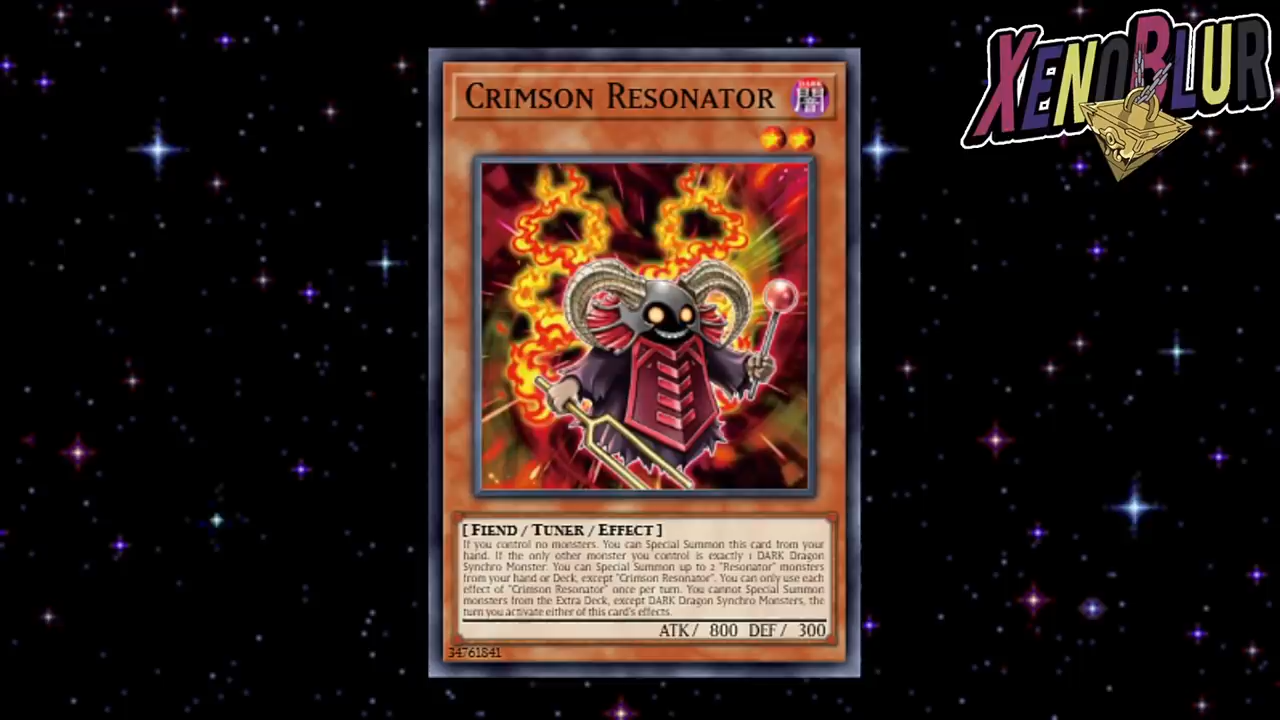 XENOBLUR
CRIMSON RESONATOR
DARK
闇
[ FIEND / TUNER / EFFECT ]
If you control no monsters. You can Special Summon this card from your
hand. If the only other monster you control is exactly 1 DARK Dragon
Synchro Monster: You can Special Summon up to 2 "Resonator" monsters
from your hand or Deck, except "Crimson Resonator". You can only use each
effect of "Crimson Resonator" once per turn. You cannot Special Summon
monsters from the Extra Deck, except DARK Dragon Synchro Monsters, the
turn you activate either of this card's effects.
ATK / 800 DEF / 300
34761841